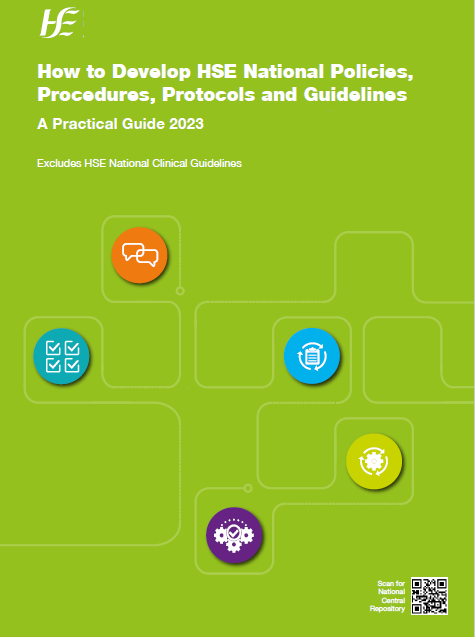 HE
How to Develop HSE National Policies,
Procedures, Protocols and Guidelines
A Practical Guide 2023
Excludes HSE National Clinical Guidelines
Scan for
National
Central
Repository